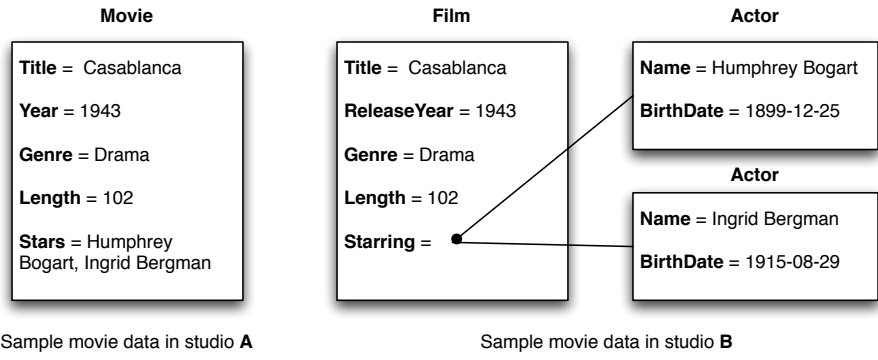 Movie
Title = Casablanca
Year = 1943
Genre = Drama
Length = 102
Stars = Humphrey
Bogart, Ingrid Bergman
Sample movie data in studio A
Film
Title = Casablanca
ReleaseYear = 1943
Genre = Drama
Length = 102
Starring =
Actor
Name = Humphrey Bogart
BirthDate = 1899-12-25
Actor
Name = Ingrid Bergman
BirthDate = 1915-08-29
Sample movie data in studio B